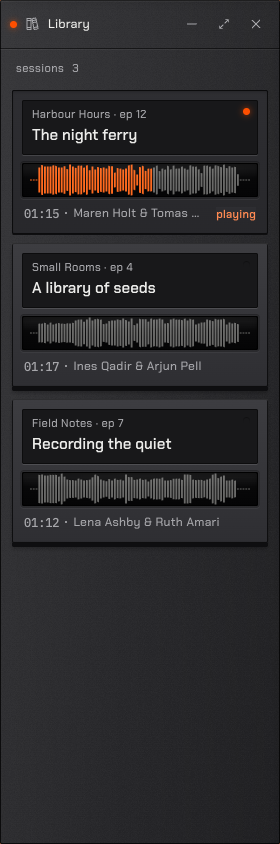 Library
sessions 3
Harbour Hours · ep 12
The night ferry
01:15 · Maren Holt & Tomas ... playing
Small Rooms · ep 4
A library of seeds
01:17 · Ines Qadir & Arjun Pell
Field Notes · ep 7
Recording the quiet
01:12 · Lena Ashby & Ruth Amari